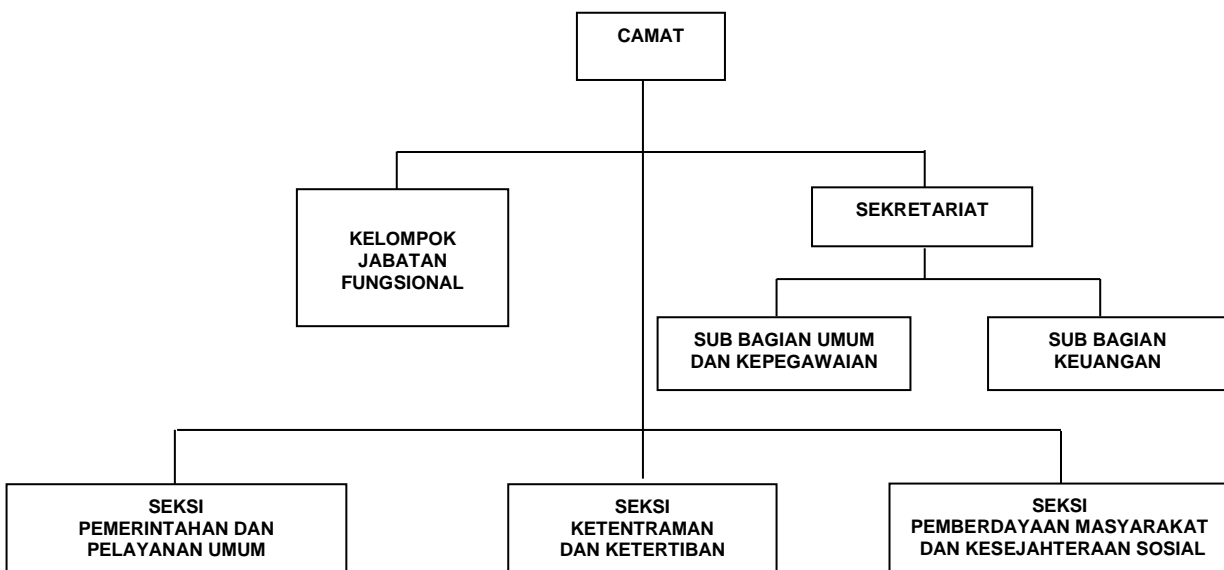 CAMAT
SEKRETARIAT
KELOMPOK
JABATAN
FUNGSIONAL
SUB BAGIAN UMUM
DAN KEPEGAWAIAN
SUB BAGIAN
KEUANGAN
SEKSI
PEMERINTAHAN DAN
PELAYANAN UMUM
SEKSI
KETENTRAMAN
DAN KETERTIBAN
SEKSI
PEMBERDAYAAN MASYARAKAT
DAN KESEJAHTERAAN SOSIAL